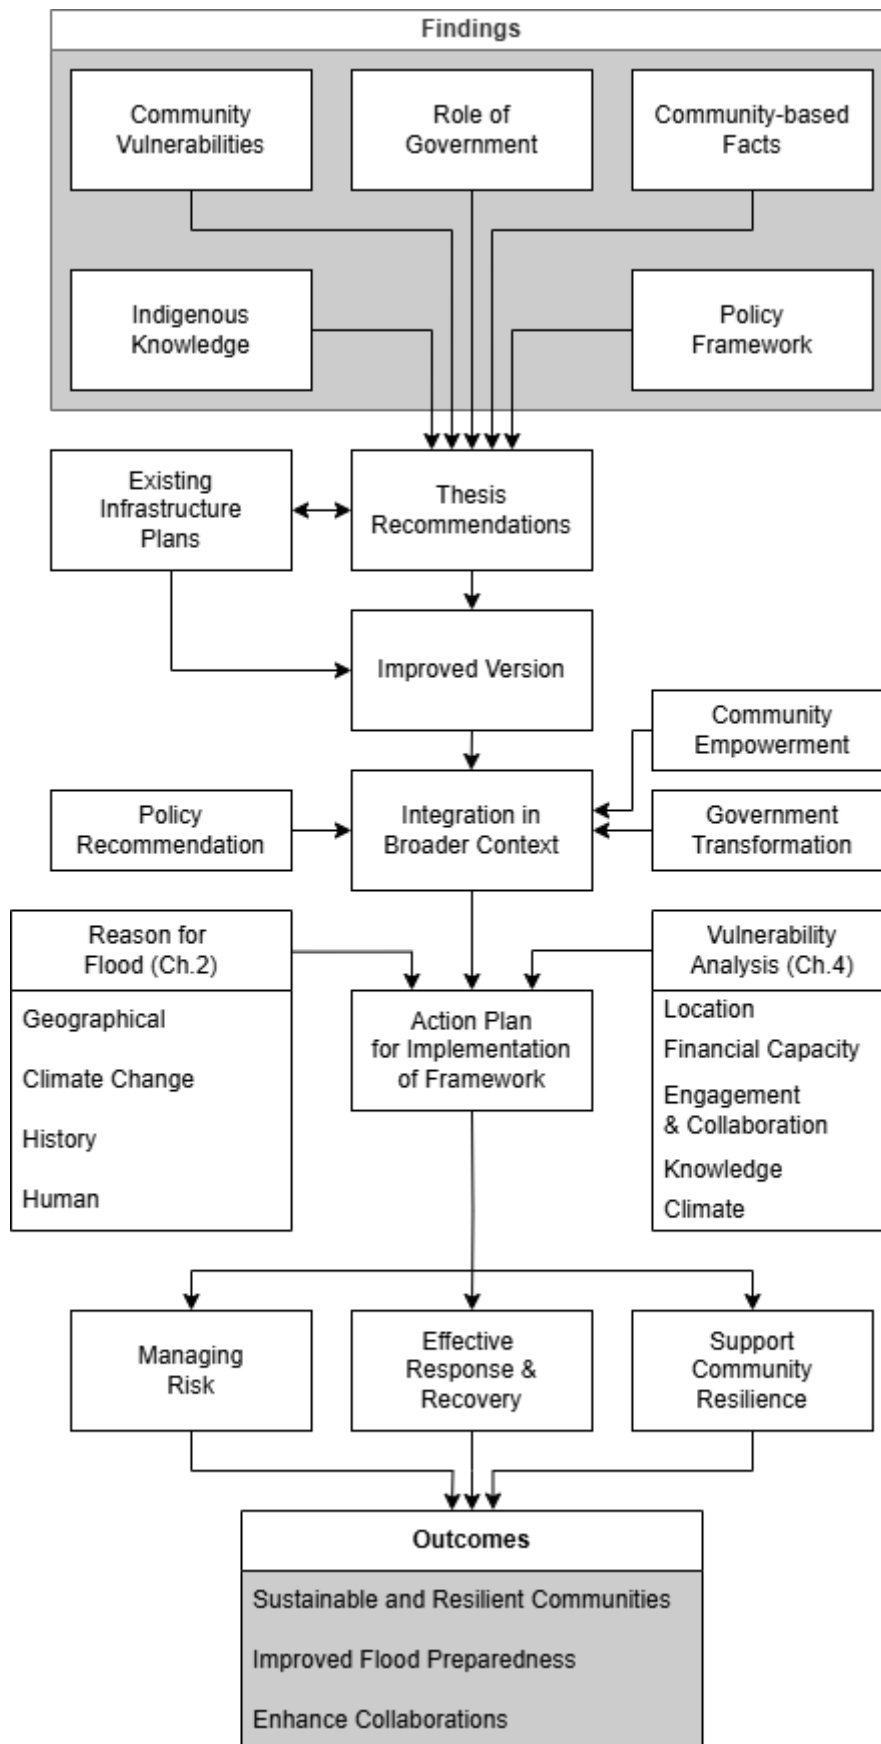 Findings
Community
Vulnerabilities
Role of
Government
Community-based
Facts
Indigenous
Knowledge
Policy
Framework
Existing
Infrastructure
Plans
Thesis
Recommendations
Improved Version
Community
Empowerment
Policy
Recommendation
Integration in
Broader Context
Government
Transformation
Reason for
Flood (Ch.2)
Geographical
Climate Change
History
Human
Action Plan
for Implementation
of Framework
Vulnerability
Analysis (Ch.4)
Location
Financial Capacity
Engagement
& Collaboration
Knowledge
Climate
Managing
Risk
Effective
Response &
Recovery
Support
Community
Resilience
Outcomes
Sustainable and Resilient Communities
Improved Flood Preparedness
Enhance Collaborations